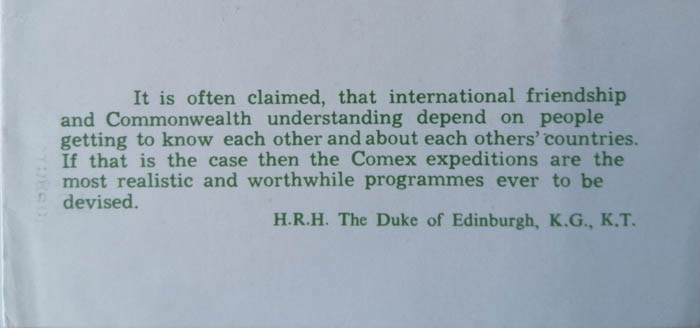 It is often claimed, that international friendship
and Commonwealth understanding depend on people
getting to know each other and about each others' countries.
If that is the case then the Comex expeditions are the
most realistic and worthwhile programmes ever to be
devised.
H.R.H. The Duke of Edinburgh, K.G., K.T.